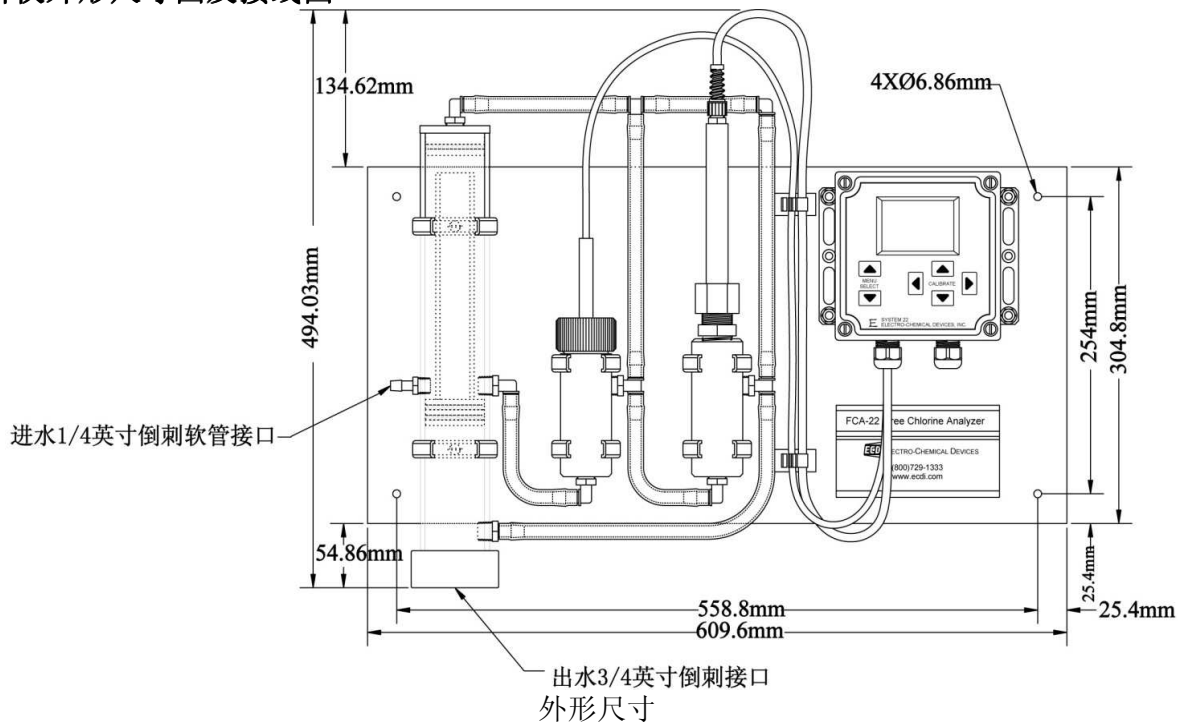 134.62mm
4XØ6.86mm
494.03mm
MENU
SELECT
CALIBRATE
SYSTEM 22
ELECTRO-CHEMICAL DEVICES, INC.
254mm
304.8mm
进水1/4英寸倒刺软管接口
FCA-22 ree Chlorine Analyzer
ECD ECTRO-CHEMICAL DEVICES
(800)729-1333
www.ecdi.com
54.86mm
25.4mm
558.8mm
25.4mm
609.6mm
出水3/4英寸倒刺接口
外形尺寸